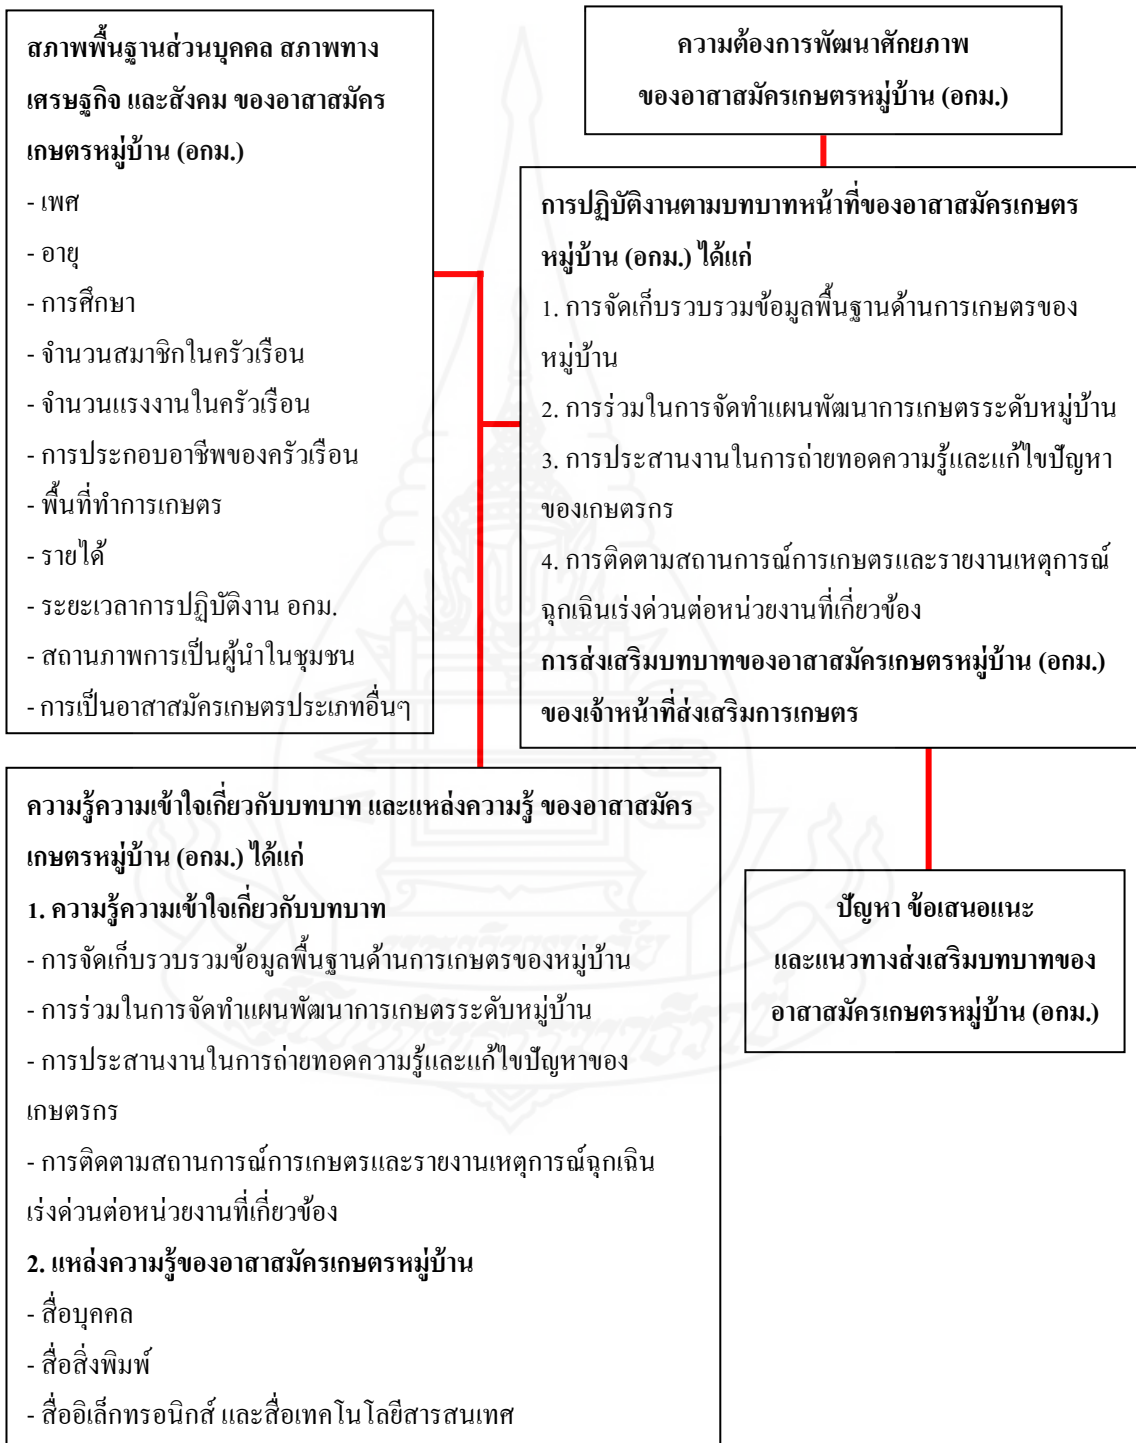 สภาพพื้นฐานส่วนบุคคล สภาพทาง
เศรษฐกิจ และสังคม ของอาสาสมัคร
เกษตรหมู่บ้าน (อกม.)
- เพศ
- อายุ
- การศึกษา
- จำนวนสมาชิกในครัวเรือน
- จำนวนแรงงานในครัวเรือน
- การประกอบอาชีพของครัวเรือน
- พื้นที่ทำการเกษตร
- รายได้
- ระยะเวลาการปฏิบัติงาน อกม.
- สถานภาพการเป็นผู้นำในชุมชน
- การเป็นอาสาสมัครเกษตรประเภทอื่นๆ
ความต้องการพัฒนาศักยภาพ
ของอาสาสมัครเกษตรหมู่บ้าน (อกม.)
การปฏิบัติงานตามบทบาทหน้าที่ของอาสาสมัครเกษตร
หมู่บ้าน (อกม.) ได้แก่
1. การจัดเก็บรวบรวมข้อมูลพื้นฐานด้านการเกษตรของ
หมู่บ้าน
2. การร่วมในการจัดทำแผนพัฒนาการเกษตรระดับหมู่บ้าน
3. การประสานงานในการถ่ายทอดความรู้และแก้ไขปัญหา
ของเกษตรกร
4. การติดตามสถานการณ์การเกษตรและรายงานเหตุการณ์
ฉุกเฉินเร่งด่วนต่อหน่วยงานที่เกี่ยวข้อง
การส่งเสริมบทบาทของอาสาสมัครเกษตรหมู่บ้าน (อกม.)
ของเจ้าหน้าที่ส่งเสริมการเกษตร
ความรู้ความเข้าใจเกี่ยวกับบทบาท และแหล่งความรู้ ของอาสาสมัคร
เกษตรหมู่บ้าน (อกม.) ได้แก่
1. ความรู้ความเข้าใจเกี่ยวกับบทบาท
- การจัดเก็บรวบรวมข้อมูลพื้นฐานด้านการเกษตรของหมู่บ้าน
- การร่วมในการจัดทำแผนพัฒนาการเกษตรระดับหมู่บ้าน
- การประสานงานในการถ่ายทอดความรู้และแก้ไขปัญหาของ
เกษตรกร
- การติดตามสถานการณ์การเกษตรและรายงานเหตุการณ์ฉุกเฉิน
เร่งด่วนต่อหน่วยงานที่เกี่ยวข้อง
2. แหล่งความรู้ของอาสาสมัครเกษตรหมู่บ้าน
- สื่อบุคคล
- สื่อสิ่งพิมพ์
- สื่ออิเล็กทรอนิกส์ และสื่อเทคโนโลยีสารสนเทศ
ปัญหา ข้อเสนอแนะ
และแนวทางส่งเสริมบทบาทของ
อาสาสมัครเกษตรหมู่บ้าน (อกม.)